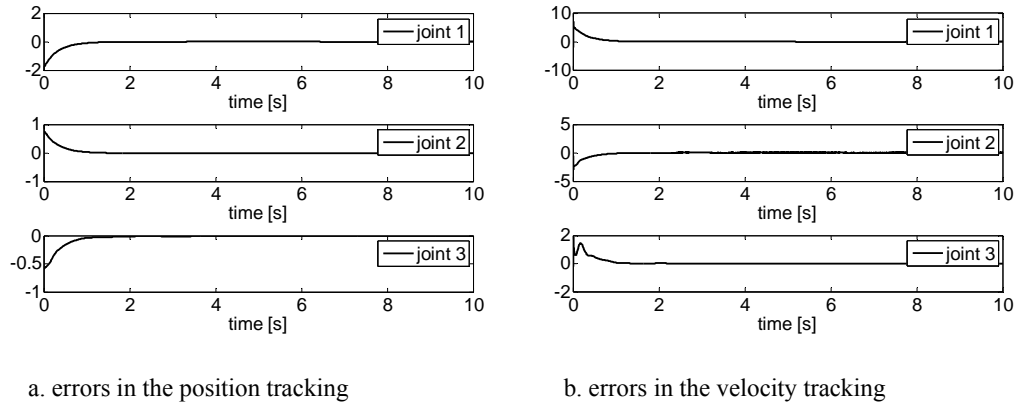 2
0
-2
joint 1
0 2 4 6 8 10
time [s]
1
0
-1
joint 2
0 2 4 6 8 10
time [s]
0
-0.5
-1
joint 3
0 2 4 6 8 10
time [s]
a. errors in the position tracking
10
0
-10
joint 1
0 2 4 6 8 10
time [s]
5
0
-5
joint 2
0 2 4 6 8 10
time [s]
2
0
-2
joint 3
0 2 4 6 8 10
time [s]
b. errors in the velocity tracking